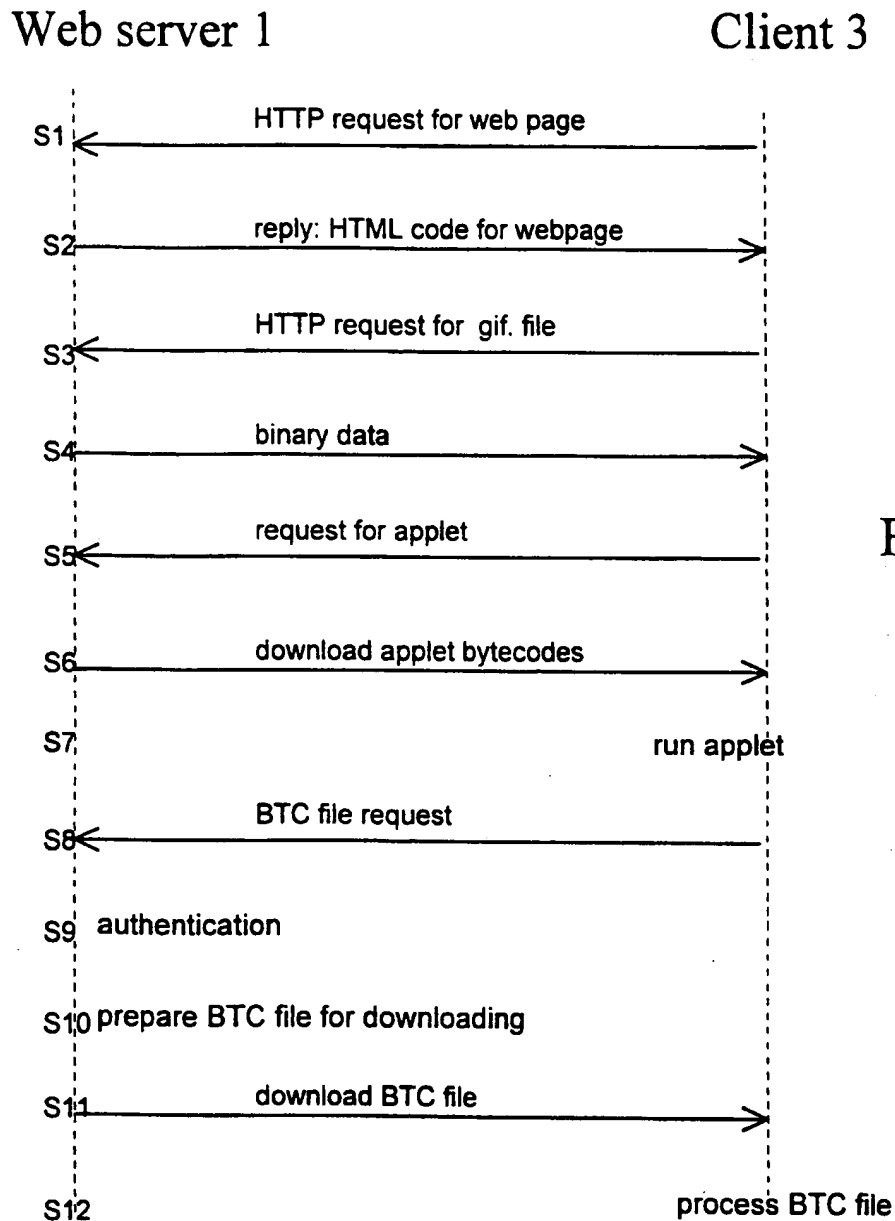 Web server 1 Client 3
S1 HTTP request for web page
S2 reply: HTML code for webpage
S3 HTTP request for gif. file
S4 binary data
S5 request for applet
S6 download applet bytecodes
S7 run applet
S8 BTC file request
S9 authentication
S10 prepare BTC file for downloading
S11 download BTC file
S12 process BTC file